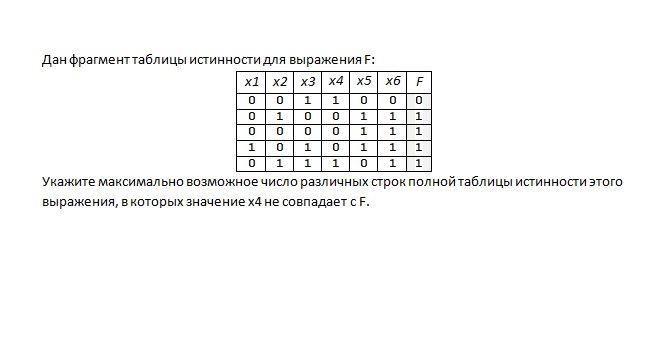 Дан фрагмент таблицы истинности для выражения F:
x1 x2 x3 x4 x5 x6 F
0 0 1 1 0 0 0
0 1 0 0 1 1 1
0 0 0 0 1 1 1
1 0 1 0 1 1 1
0 1 1 1 0 1 1
Укажите максимально возможное число различных строк полной таблицы истинности этого
выражения, в которых значение x4 не совпадает с F.